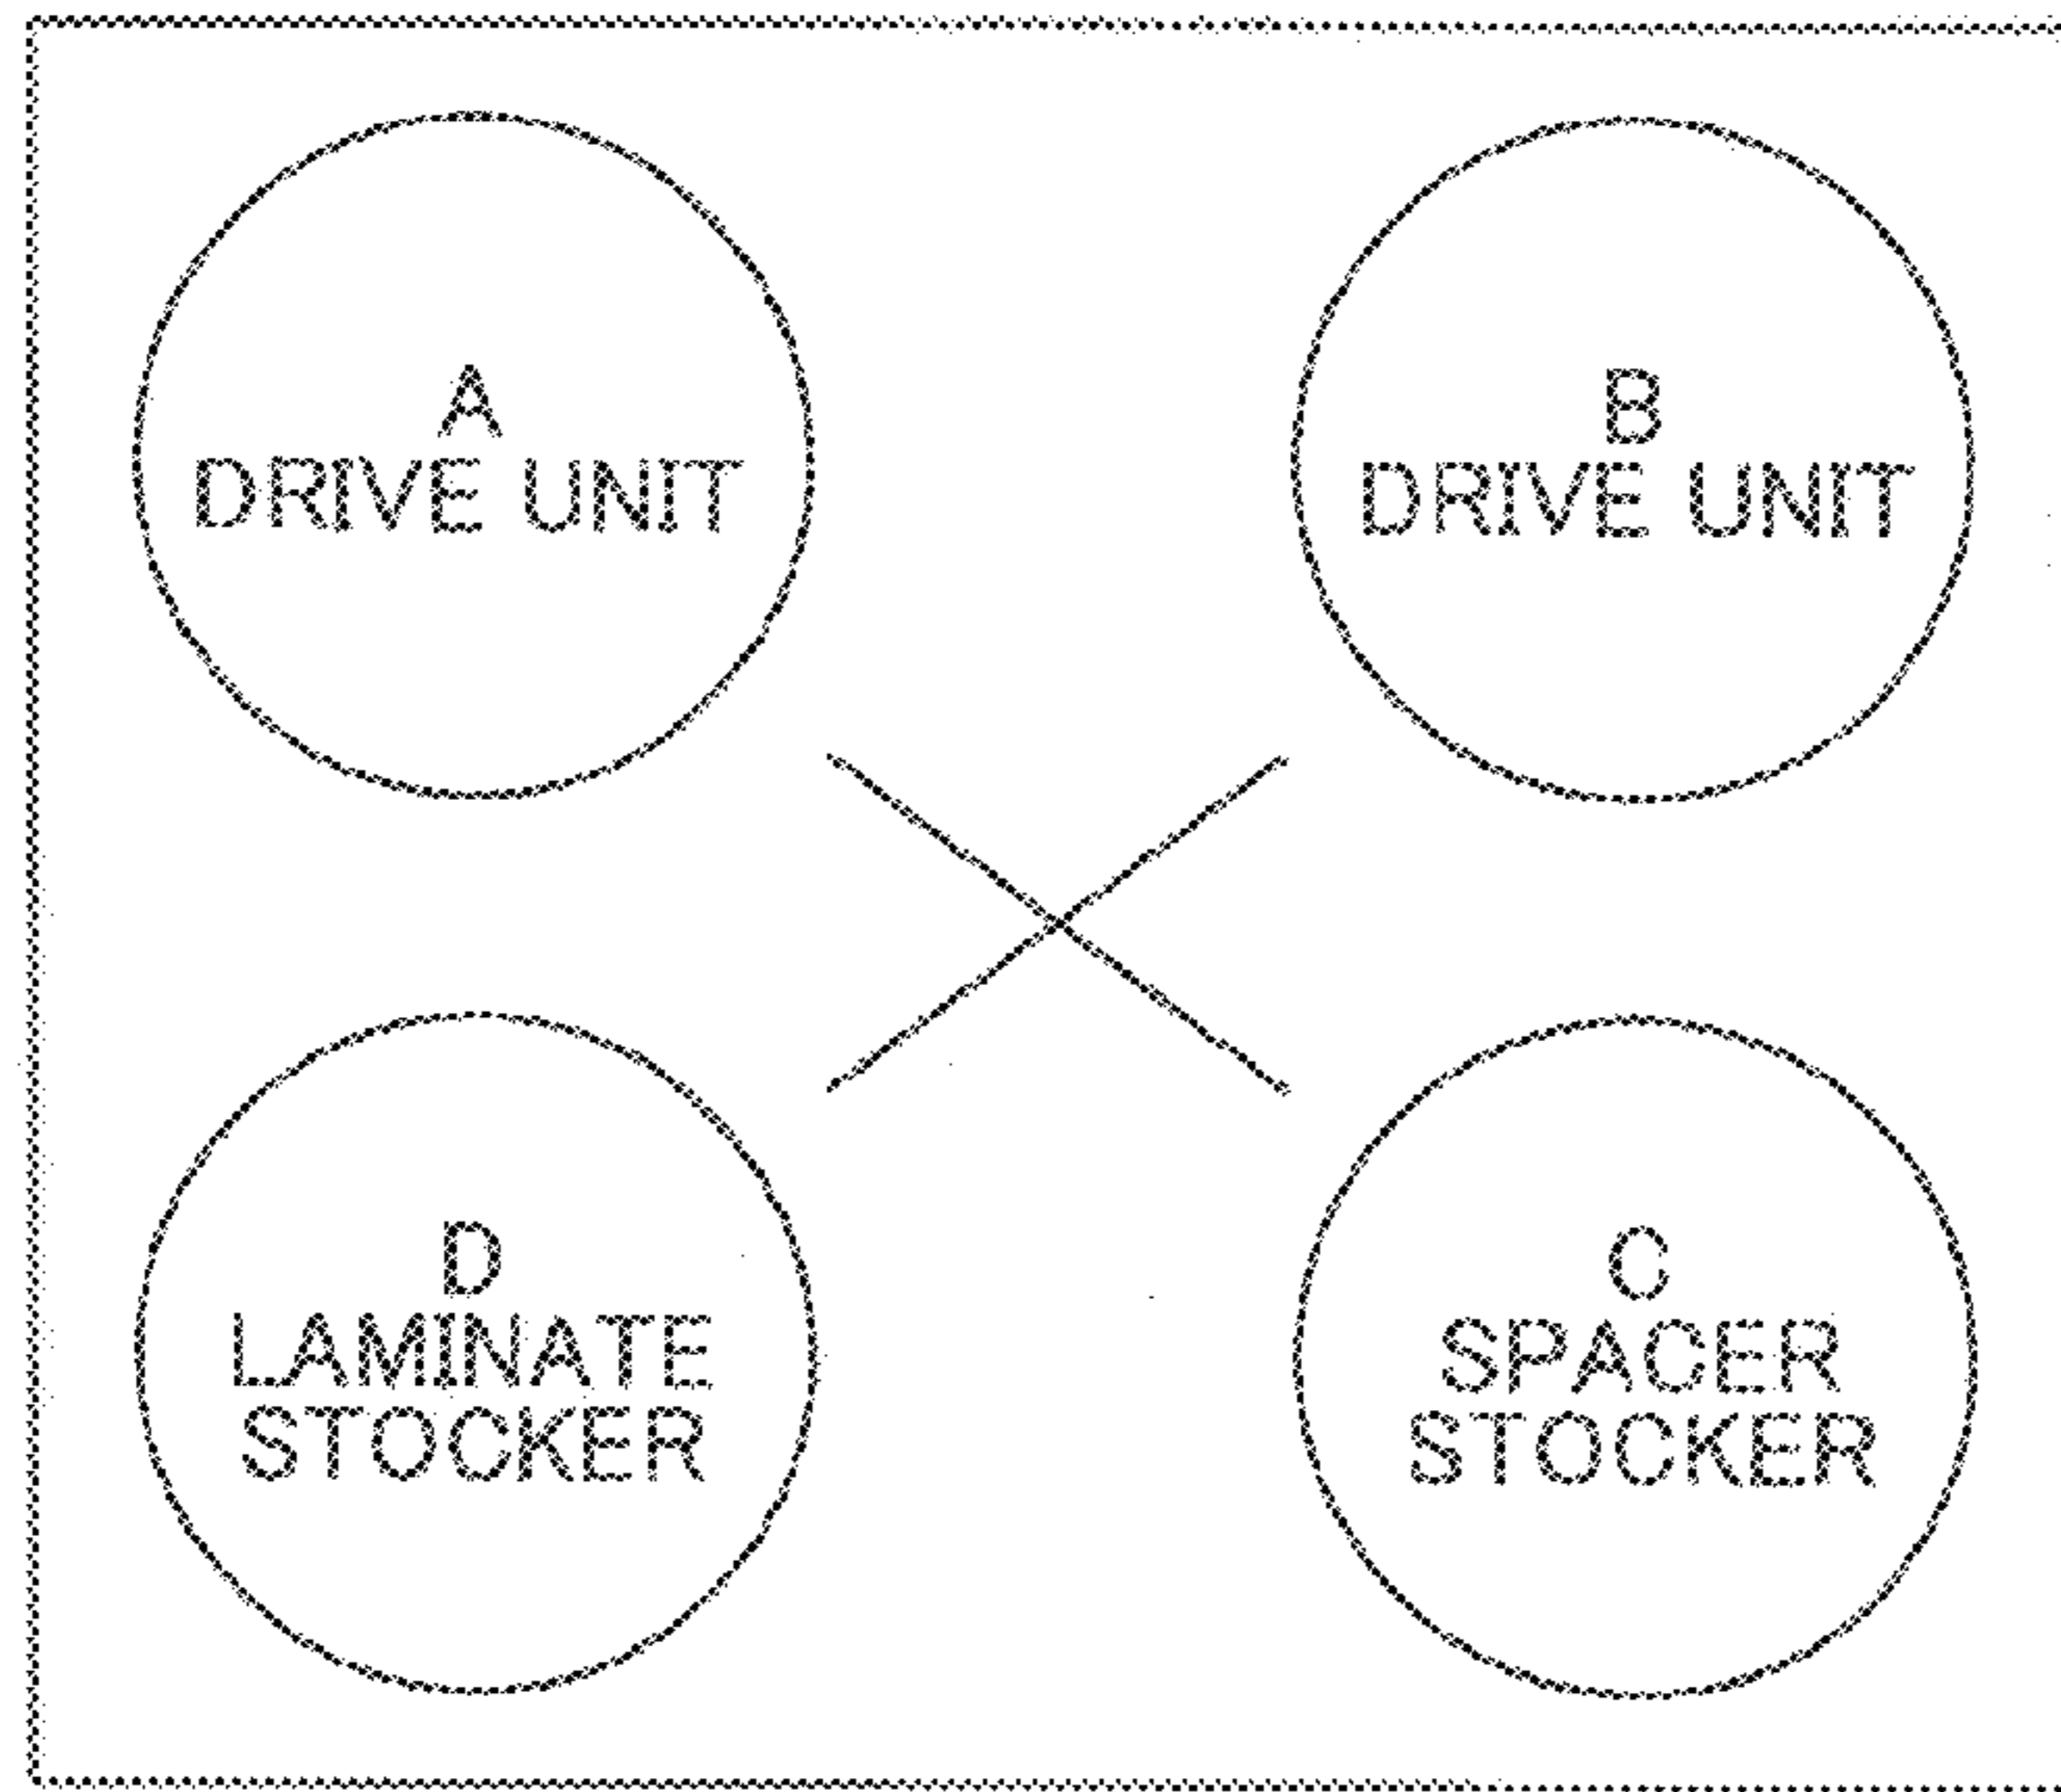 A
DRIVE UNIT
B
DRIVE UNIT
D
LAMINATE
STOCKER
C
SPACER
STOCKER